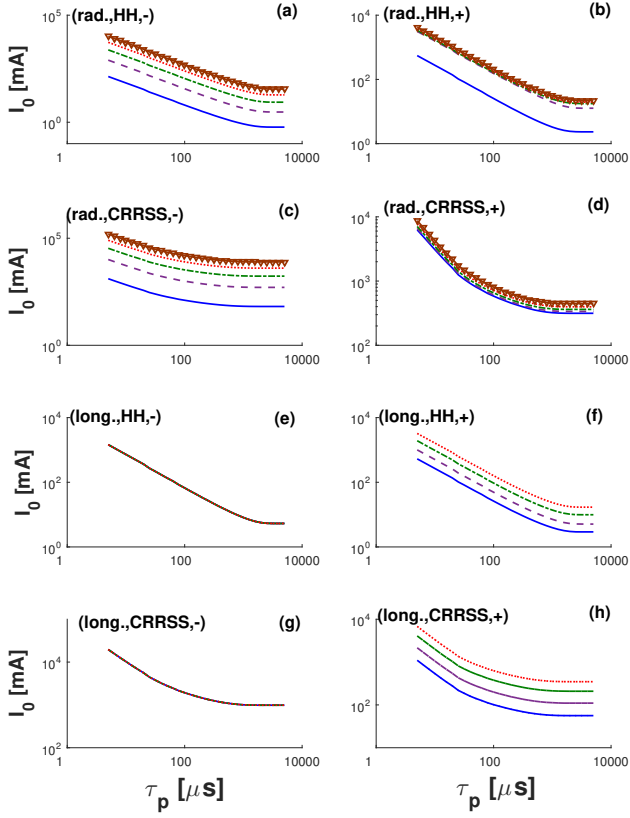 (rad.,HH,-)
(a)
I_0 [mA]
10^5
10^0
1
100
10000
(rad.,HH,+)
(b)
10^4
10^2
10^0
1
100
10000
(rad.,CRRSS,-)
(c)
I_0 [mA]
10^5
10^0
1
100
10000
(rad.,CRRSS,+)
(d)
10^4
10^3
10^2
1
100
10000
(long.,HH,-)
(e)
I_0 [mA]
10^4
10^2
10^0
1
100
10000
(long.,HH,+)
(f)
10^4
10^2
10^0
1
100
10000
(long.,CRRSS,-)
(g)
I_0 [mA]
10^4
10^2
1
100
10000
τ_p [μs]
(long.,CRRSS,+)
(h)
10^4
10^2
10^0
1
100
10000
τ_p [μs]